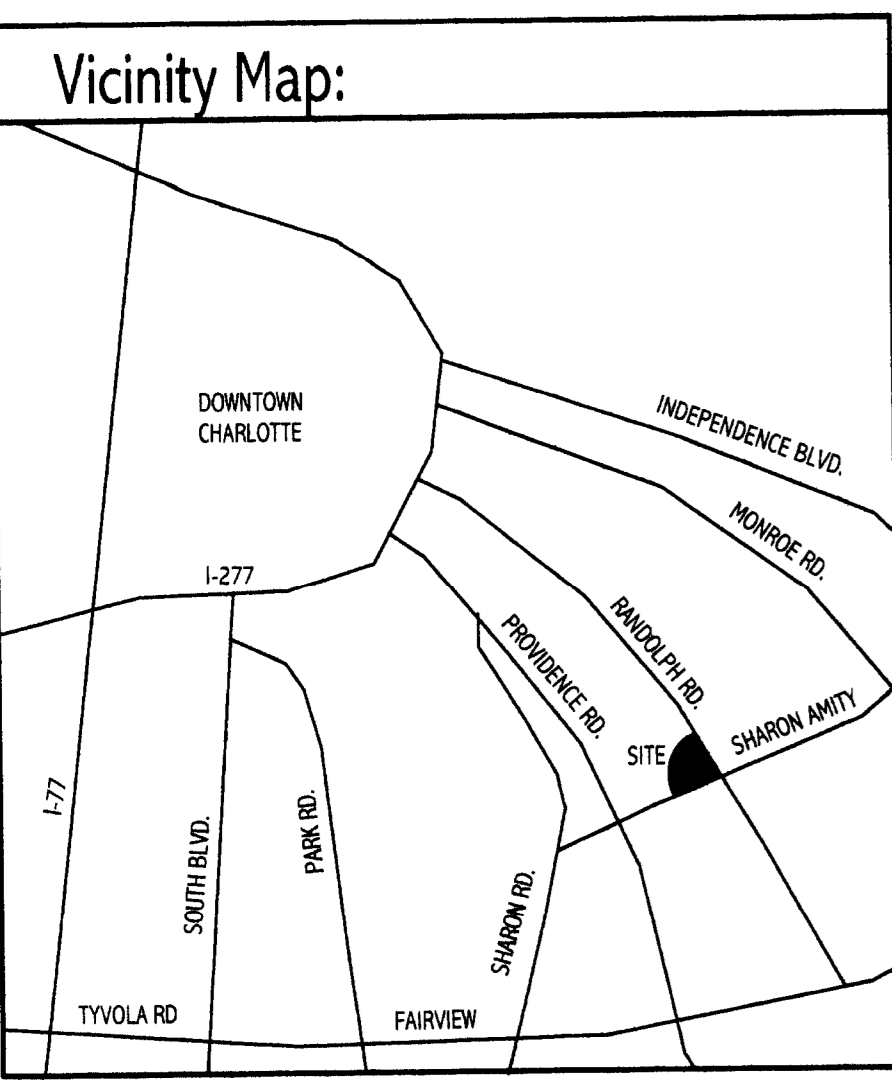 Vicinity Map:
DOWNTOWN
CHARLOTTE
INDEPENDENCE BLVD.
MONROE RD.
I-277
RANDOLPH RD.
PROVIDENCE RD.
SHARON AMITY
SITE
I-77
PARK RD.
SOUTH BLVD.
SHARON RD.
TYVOLA RD
FAIRVIEW